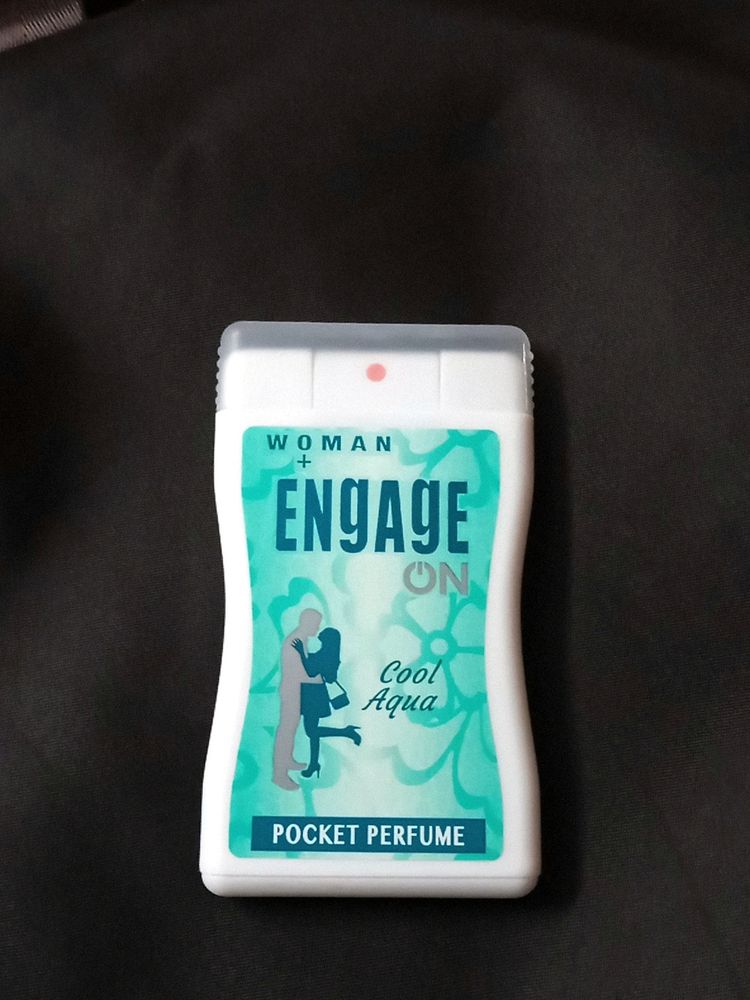 WOMAN
+
ENgAgE
ON
Cool
Aqua
POCKET PERFUME